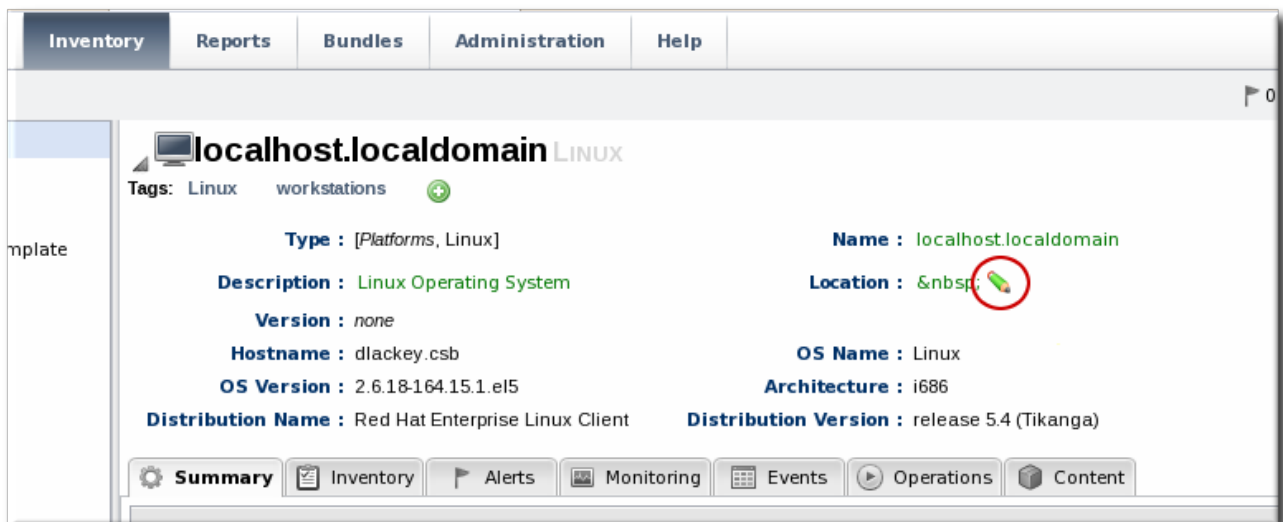 Inventory Reports Bundles Administration Help
0
localhost.localdomain LINUX
Tags: Linux workstations
mplate
Type : [Platforms, Linux] Name : localhost.localdomain
Description : Linux Operating System Location : &nbsp;
Version : none
Hostname : dlackey.csb OS Name : Linux
OS Version : 2.6.18-164.15.1.el5 Architecture : i686
Distribution Name : Red Hat Enterprise Linux Client Distribution Version : release 5.4 (Tikanga)
Summary Inventory Alerts Monitoring Events Operations Content